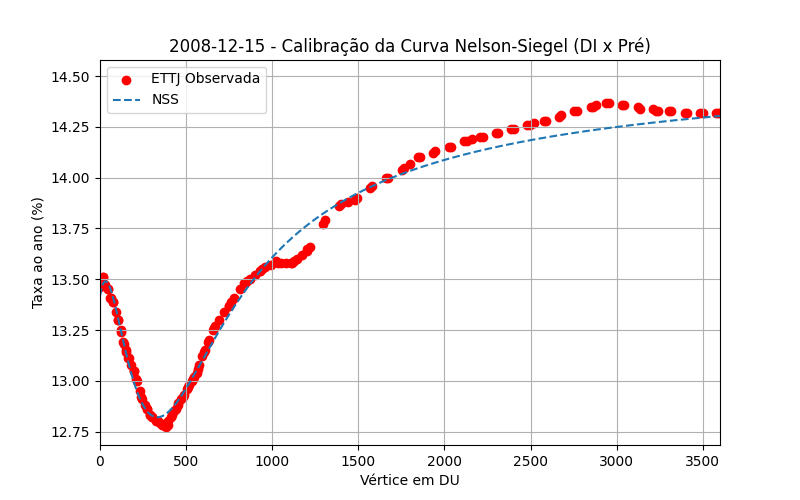 2008-12-15 - Calibração da Curva Nelson-Siegel (DI x Pré)
ETTJ Observada
NSS
Taxa ao ano (%)
14.50
14.25
14.00
13.75
13.50
13.25
13.00
12.75
0 500 1000 1500 2000 2500 3000 3500
Vértice em DU